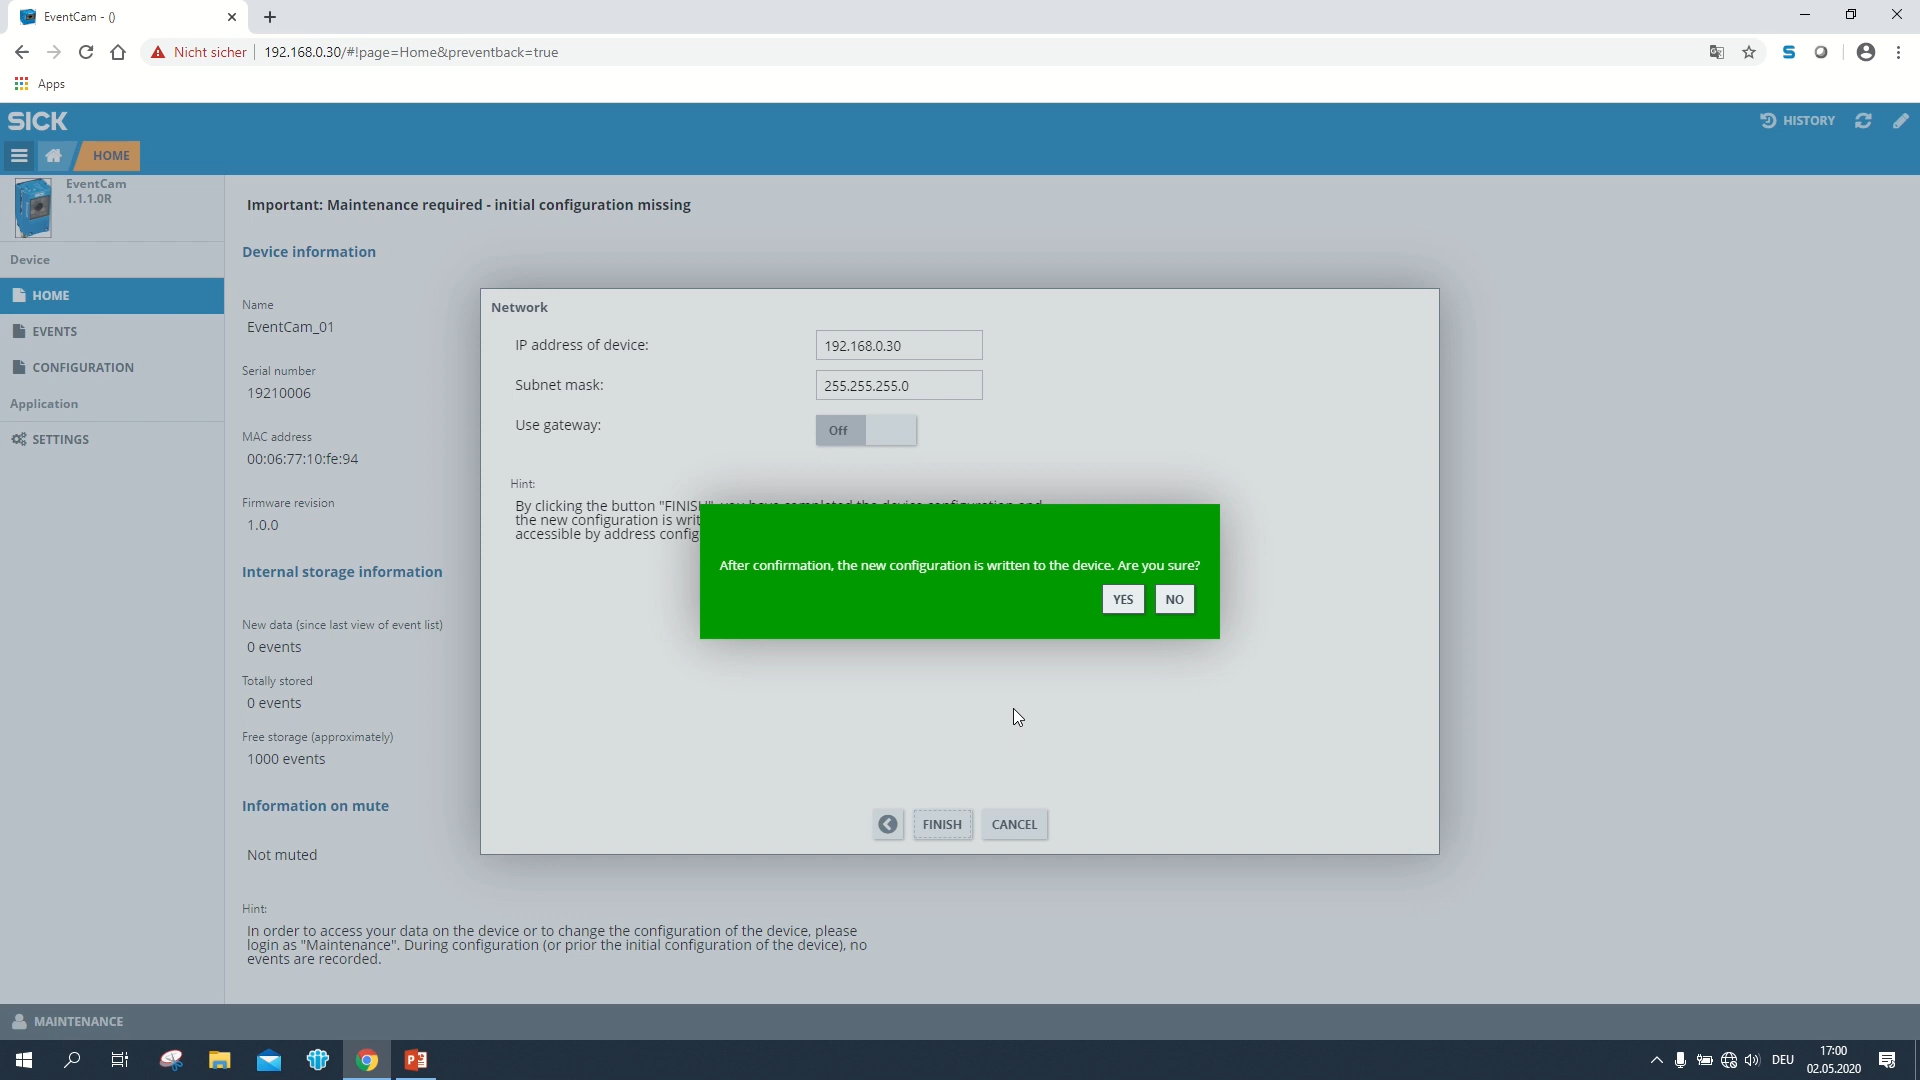 EventCam - ()
Nicht sicher
192.168.0.30/#!page=Home&preventback=true
Apps
SICK
HISTORY
HOME
EventCam
1.1.1.0R
Device
HOME
EVENTS
CONFIGURATION
Application
SETTINGS
Important: Maintenance required - initial configuration missing
Device information
Name
EventCam_01
Serial number
19210006
MAC address
00:06:77:10:fe:94
Firmware revision
1.0.0
Internal storage information
New data (since last view of event list)
0 events
Totally stored
0 events
Free storage (approximately)
1000 events
Information on mute
Not muted
Hint:
In order to access your data on the device or to change the configuration of the device, please
login as "Maintenance". During configuration (or prior the initial configuration of the device), no
events are recorded.
Network
IP address of device:
192.168.0.30
Subnet mask:
255.255.255.0
Use gateway:
Off
Hint:
By clicking the button "FINISH", you have completed the device configuration and
the new configuration is writ
accessible by address config
After confirmation, the new configuration is written to the device. Are you sure?
YES
NO
FINISH
CANCEL
MAINTENANCE
DEU
17:00
02.05.2020